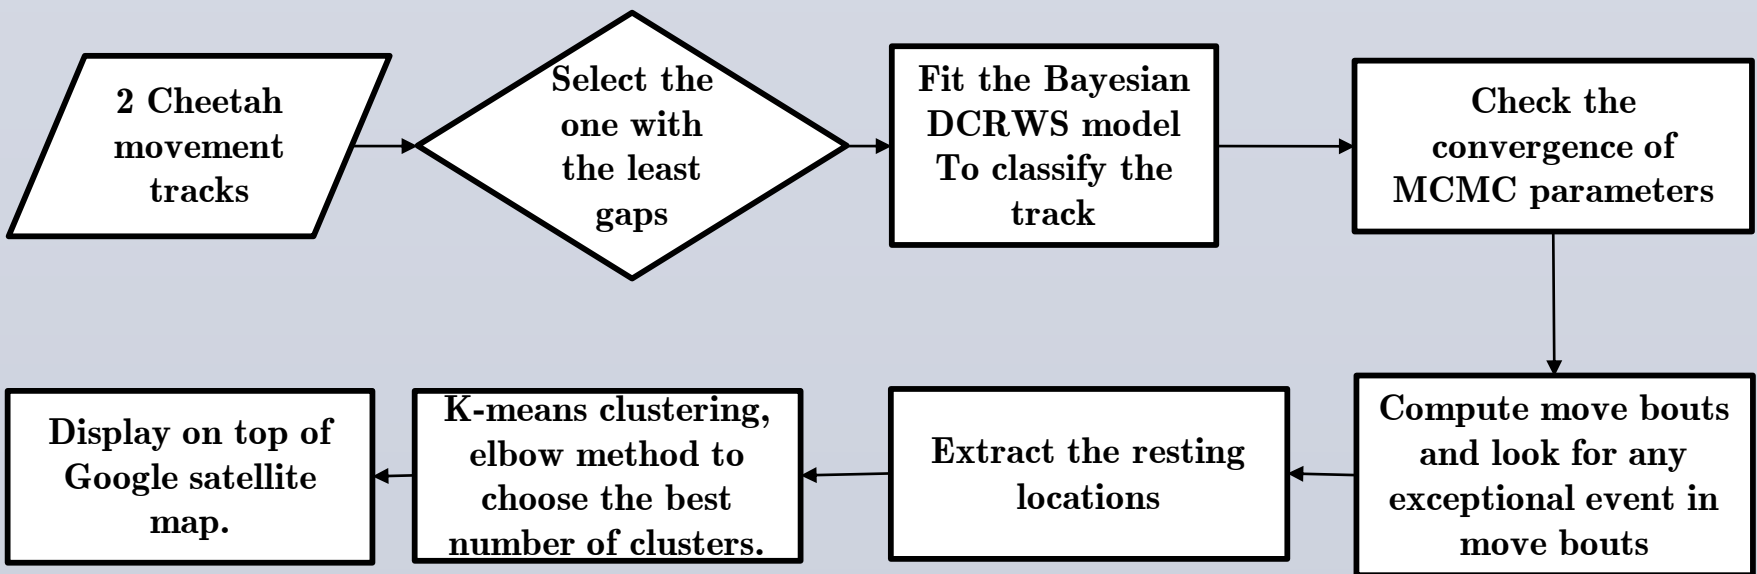 2 Cheetah
movement
tracks
Select the
one with
the least
gaps
Fit the Bayesian
DCRWS model
To classify the
track
Check the
convergence of
MCMC parameters
Compute move bouts
and look for any
exceptional event in
move bouts
Extract the resting
locations
K-means clustering,
elbow method to
choose the best
number of clusters.
Display on top of
Google satellite
map.